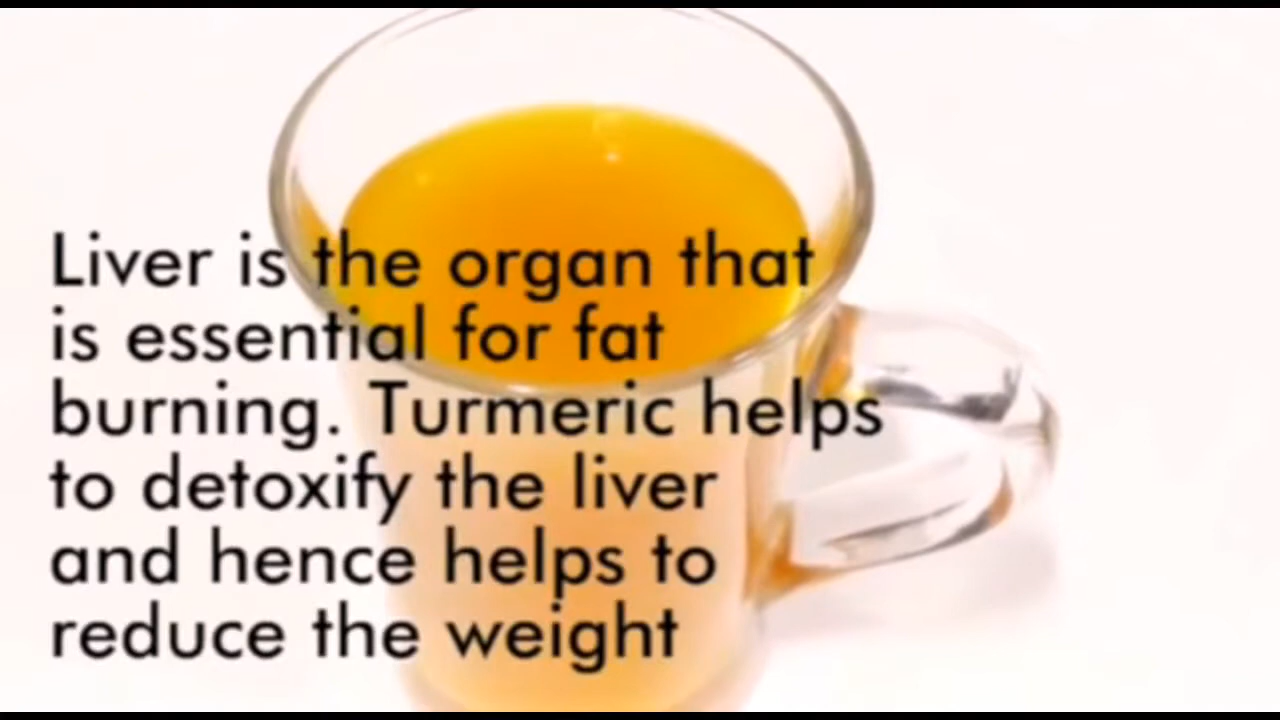 Liver is the organ that
is essential for fat
burning. Turmeric helps
to detoxify the liver
and hence helps to
reduce the weight